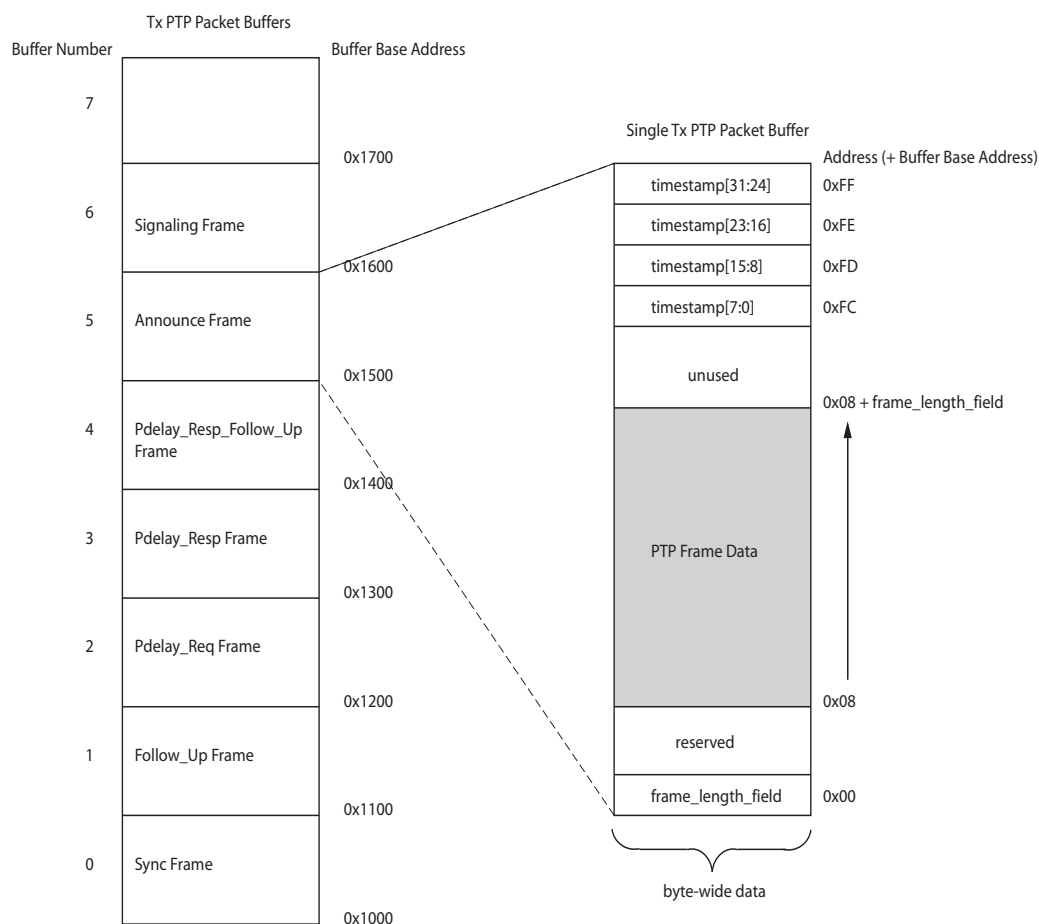 Tx PTP Packet Buffers
Buffer Number
Buffer Base Address
7
0x1700
6
Signaling Frame
0x1600
5
Announce Frame
0x1500
4
Pdelay_Resp_Follow_Up
Frame
0x1400
3
Pdelay_Resp Frame
0x1300
2
Pdelay_Req Frame
0x1200
1
Follow_Up Frame
0x1100
0
Sync Frame
0x1000
Single Tx PTP Packet Buffer
Address (+ Buffer Base Address)
timestamp[31:24]
0xFF
timestamp[23:16]
0xFE
timestamp[15:8]
0xFD
timestamp[7:0]
0xFC
unused
0x08 + frame_length_field
PTP Frame Data
0x08
reserved
frame_length_field
0x00
byte-wide data